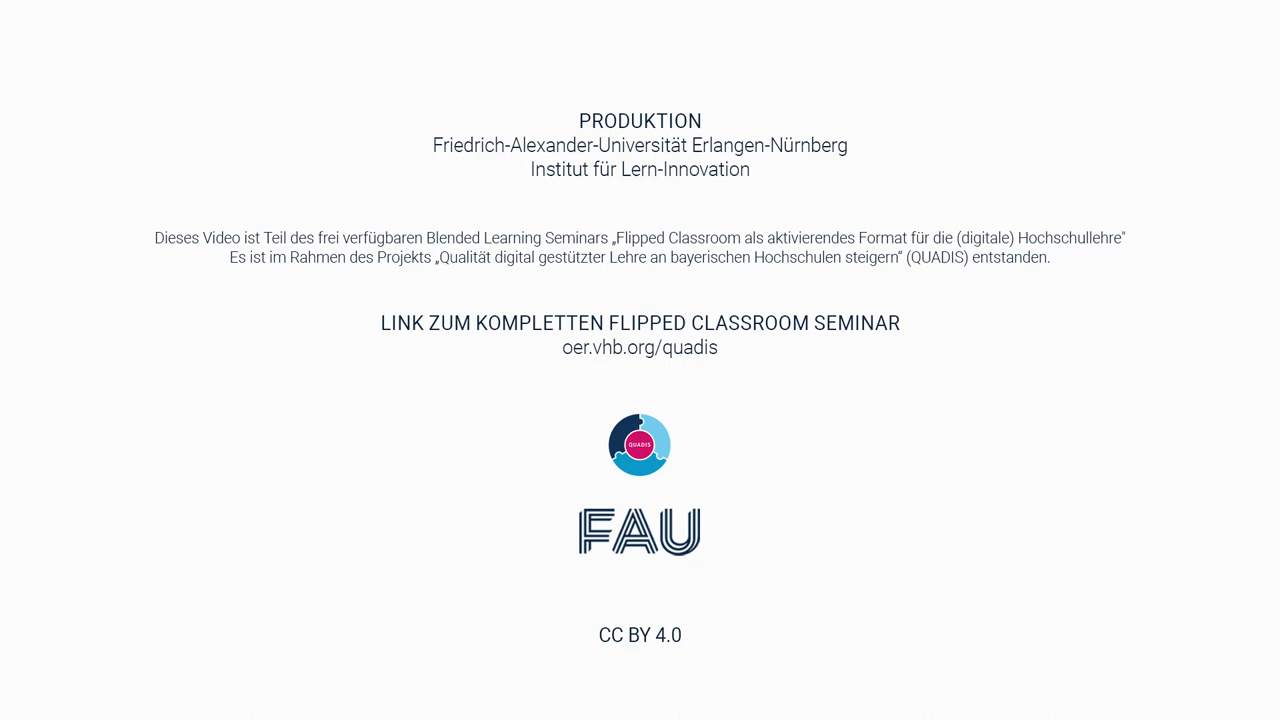 PRODUKTION
Friedrich-Alexander-Universität Erlangen-Nürnberg
Institut für Lern-Innovation
Dieses Video ist Teil des frei verfügbaren Blended Learning Seminars „Flipped Classroom als aktivierendes Format für die (digitale) Hochschullehre"
Es ist im Rahmen des Projekts „Qualität digital gestützter Lehre an bayerischen Hochschulen steigern“ (QUADIS) entstanden.
LINK ZUM KOMPLETTEN FLIPPED CLASSROOM SEMINAR
oer.vhb.org/quadis
QUADIS
FAU
CC BY 4.0